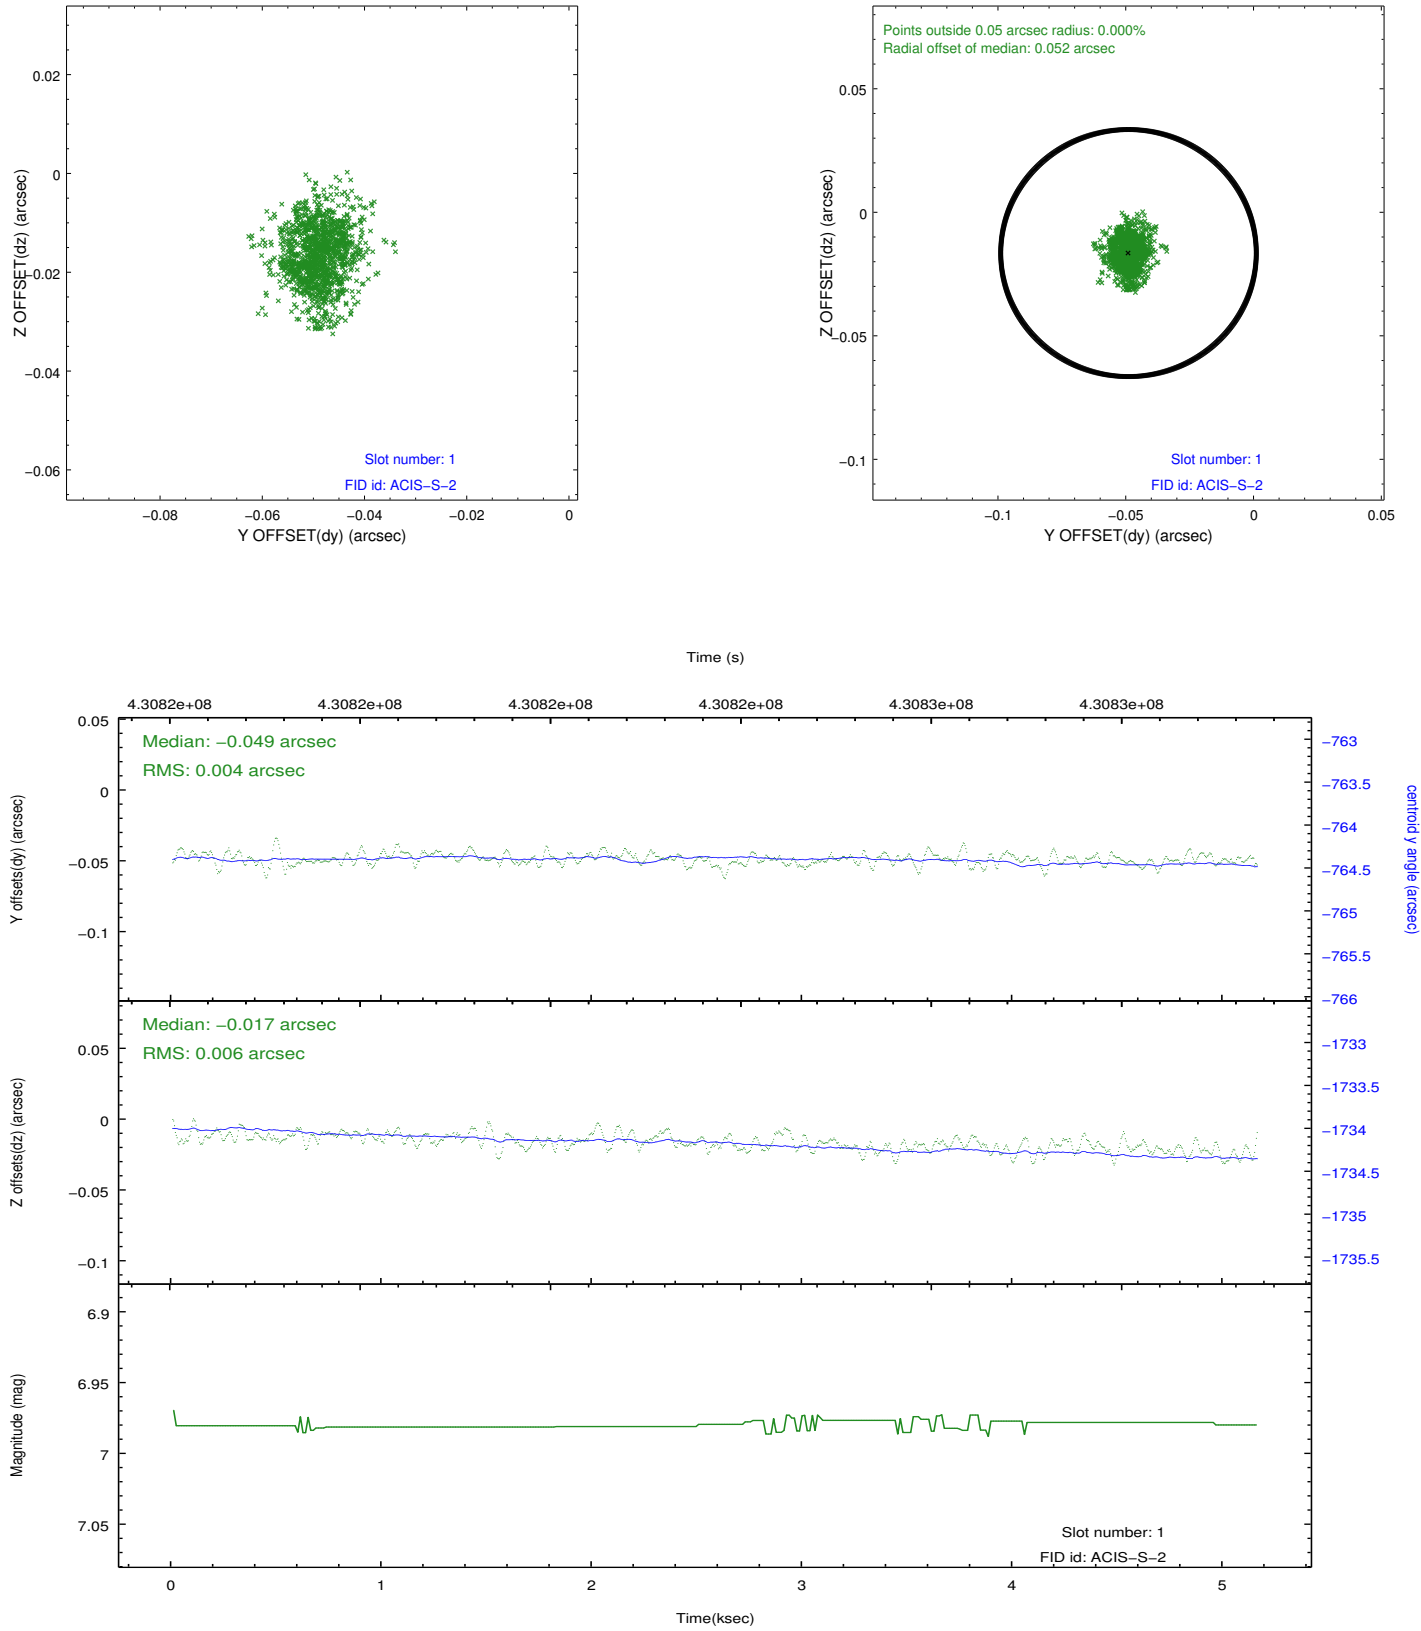 0.02
0
−0.02
−0.04
−0.06
Z OFFSET(dz) (arcsec)
Slot number: 1
FID id: ACIS−S−2
−0.08
−0.06
−0.04
−0.02
0
Y OFFSET(dy) (arcsec)
Points outside 0.05 arcsec radius: 0.000%
Radial offset of median: 0.052 arcsec
0.05
0
−0.05
−0.1
Z OFFSET(dz) (arcsec)
Slot number: 1
FID id: ACIS−S−2
−0.1
−0.05
0
0.05
Y OFFSET(dy) (arcsec)
Time (s)
4.3082e+08
4.3082e+08
4.3082e+08
4.3082e+08
4.3083e+08
4.3083e+08
0.05
0
−0.05
−0.1
Y offsets(dy) (arcsec)
Median: −0.049 arcsec
RMS: 0.004 arcsec
−763
−763.5
−764
−764.5
−765
−765.5
−766
centroid y angle (arcsec)
0.05
0
−0.05
−0.1
Z offsets(dz) (arcsec)
Median: −0.017 arcsec
RMS: 0.006 arcsec
−1733
−1733.5
−1734
−1734.5
−1735
−1735.5
6.9
6.95
7
7.05
Magnitude (mag)
Slot number: 1
FID id: ACIS−S−2
0
1
2
3
4
5
Time(ksec)